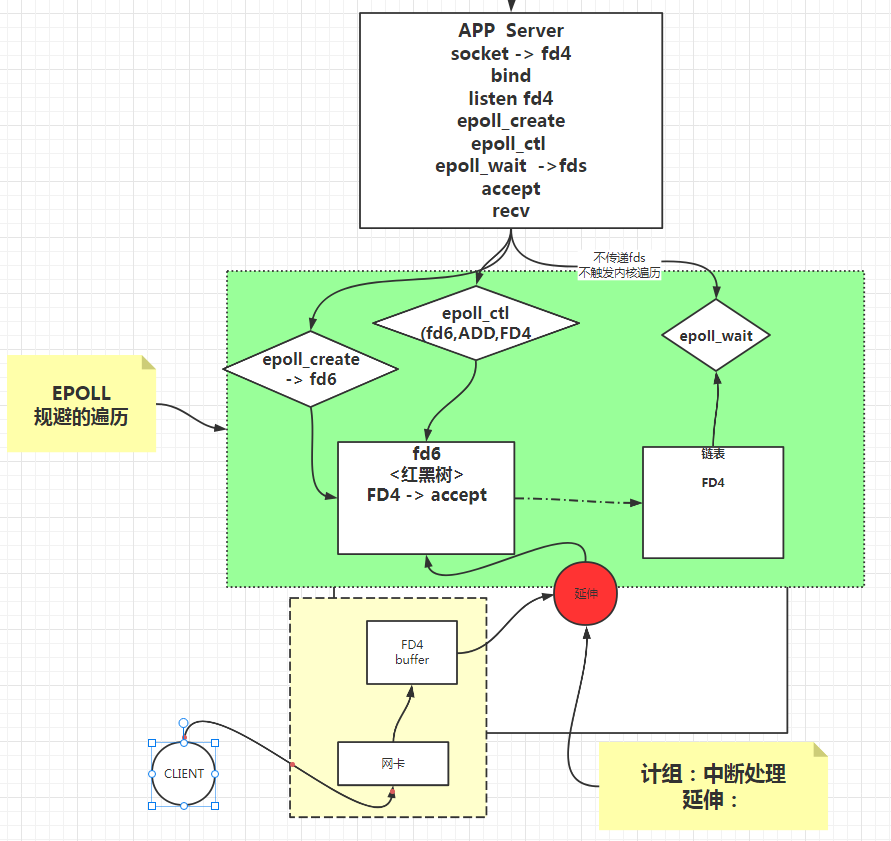 APP Server
socket -> fd4
bind
listen fd4
epoll_create
epoll_ctl
epoll_wait ->fds
accept
recv
不传递fds
不触发内核遍历
epoll_ctl
(fd6,ADD,FD4
epoll_wait
epoll_create
-> fd6
EPOLL
规避的遍历
fd6
<红黑树>
FD4 -> accept
链表
FD4
延伸
FD4
buffer
网卡
CLIENT
计组：中断处理
延伸：